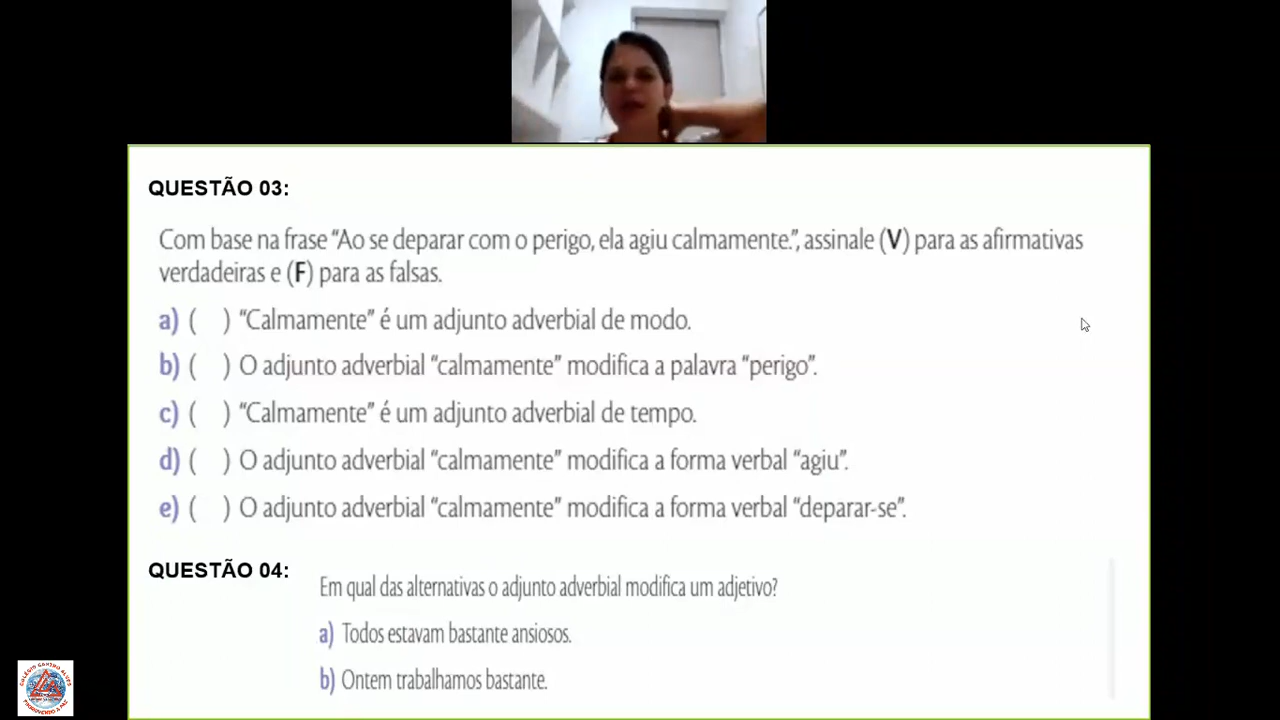 QUESTÃO 03:
Com base na frase “Ao se deparar com o perigo, ela agiu calmamente.”, assinale (V) para as afirmativas
verdadeiras e (F) para as falsas.
a) ( ) “Calmamente” é um adjunto adverbial de modo.
b) ( ) O adjunto adverbial “calmamente” modifica a palavra “perigo”.
c) ( ) “Calmamente” é um adjunto adverbial de tempo.
d) ( ) O adjunto adverbial “calmamente” modifica a forma verbal “agiu”.
e) ( ) O adjunto adverbial “calmamente” modifica a forma verbal “deparar-se”.
QUESTÃO 04:
Em qual das alternativas o adjunto adverbial modifica um adjetivo?
a) Todos estavam bastante ansiosos.
b) Ontem trabalhamos bastante.
COLÉGIO CASTRO ALVES